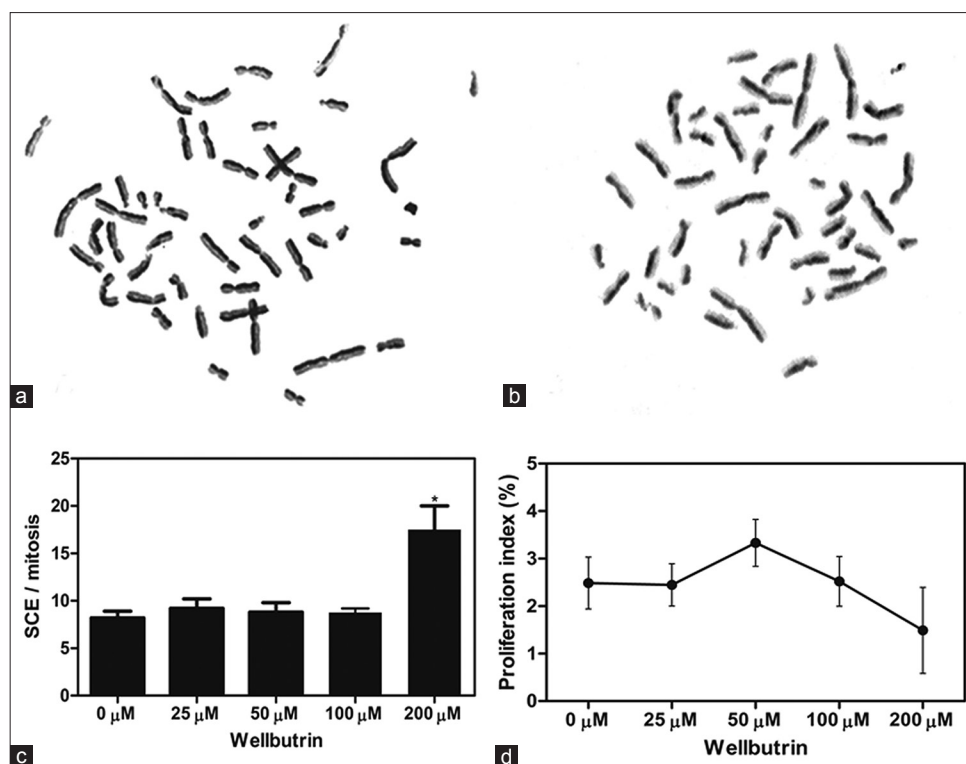 a
b
25
20
15
10
5
0
SCE / mitosis
*
0 μM 25 μM 50 μM 100 μM 200 μM
Wellbutrin
c
5
4
3
2
1
0
Proliferation index (%)
0 μM 25 μM 50 μM 100 μM 200 μM
Wellbutrin
d